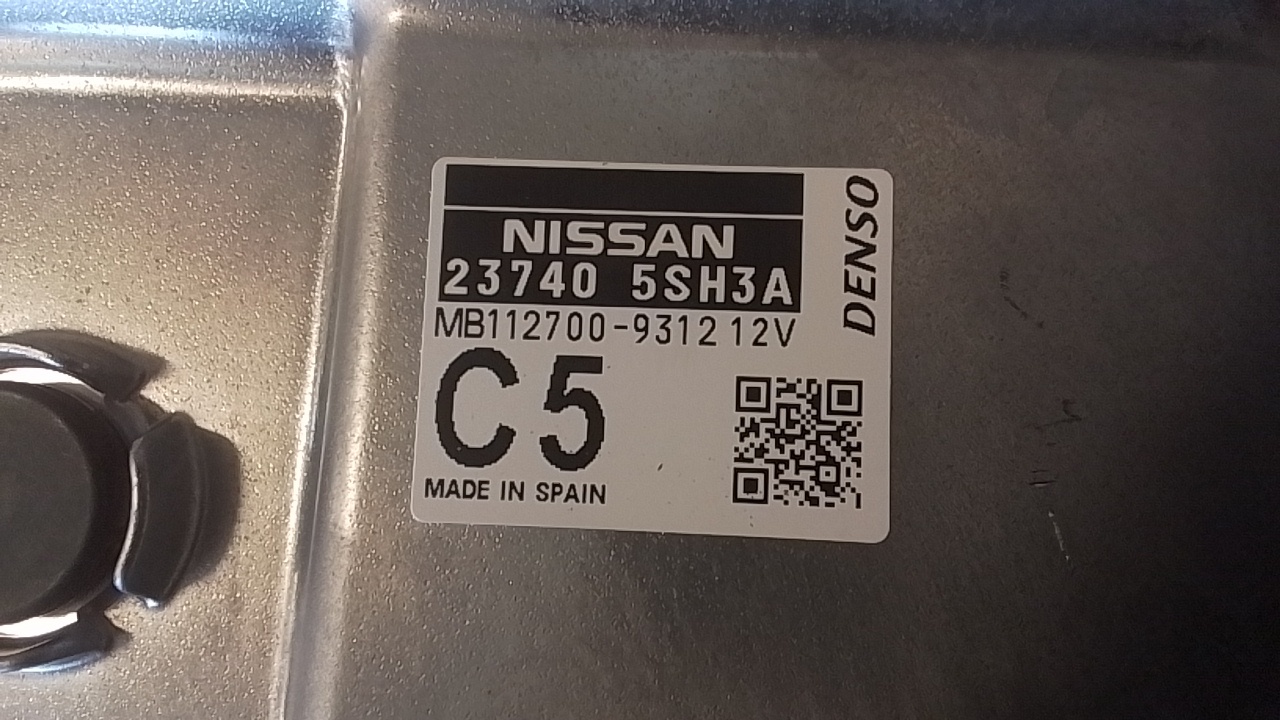 NISSAN
23740 5SH3A
MB112700-9312 12V
C5
MADE IN SPAIN
DENSO